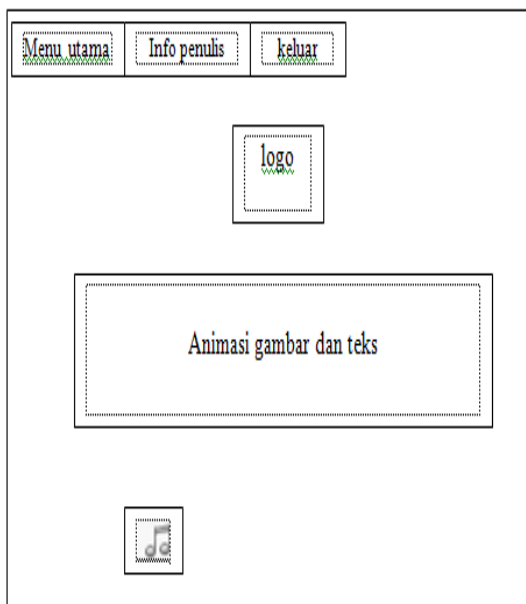 Menu utama
Info penulis
keluar
logo
Animasi gambar dan teks